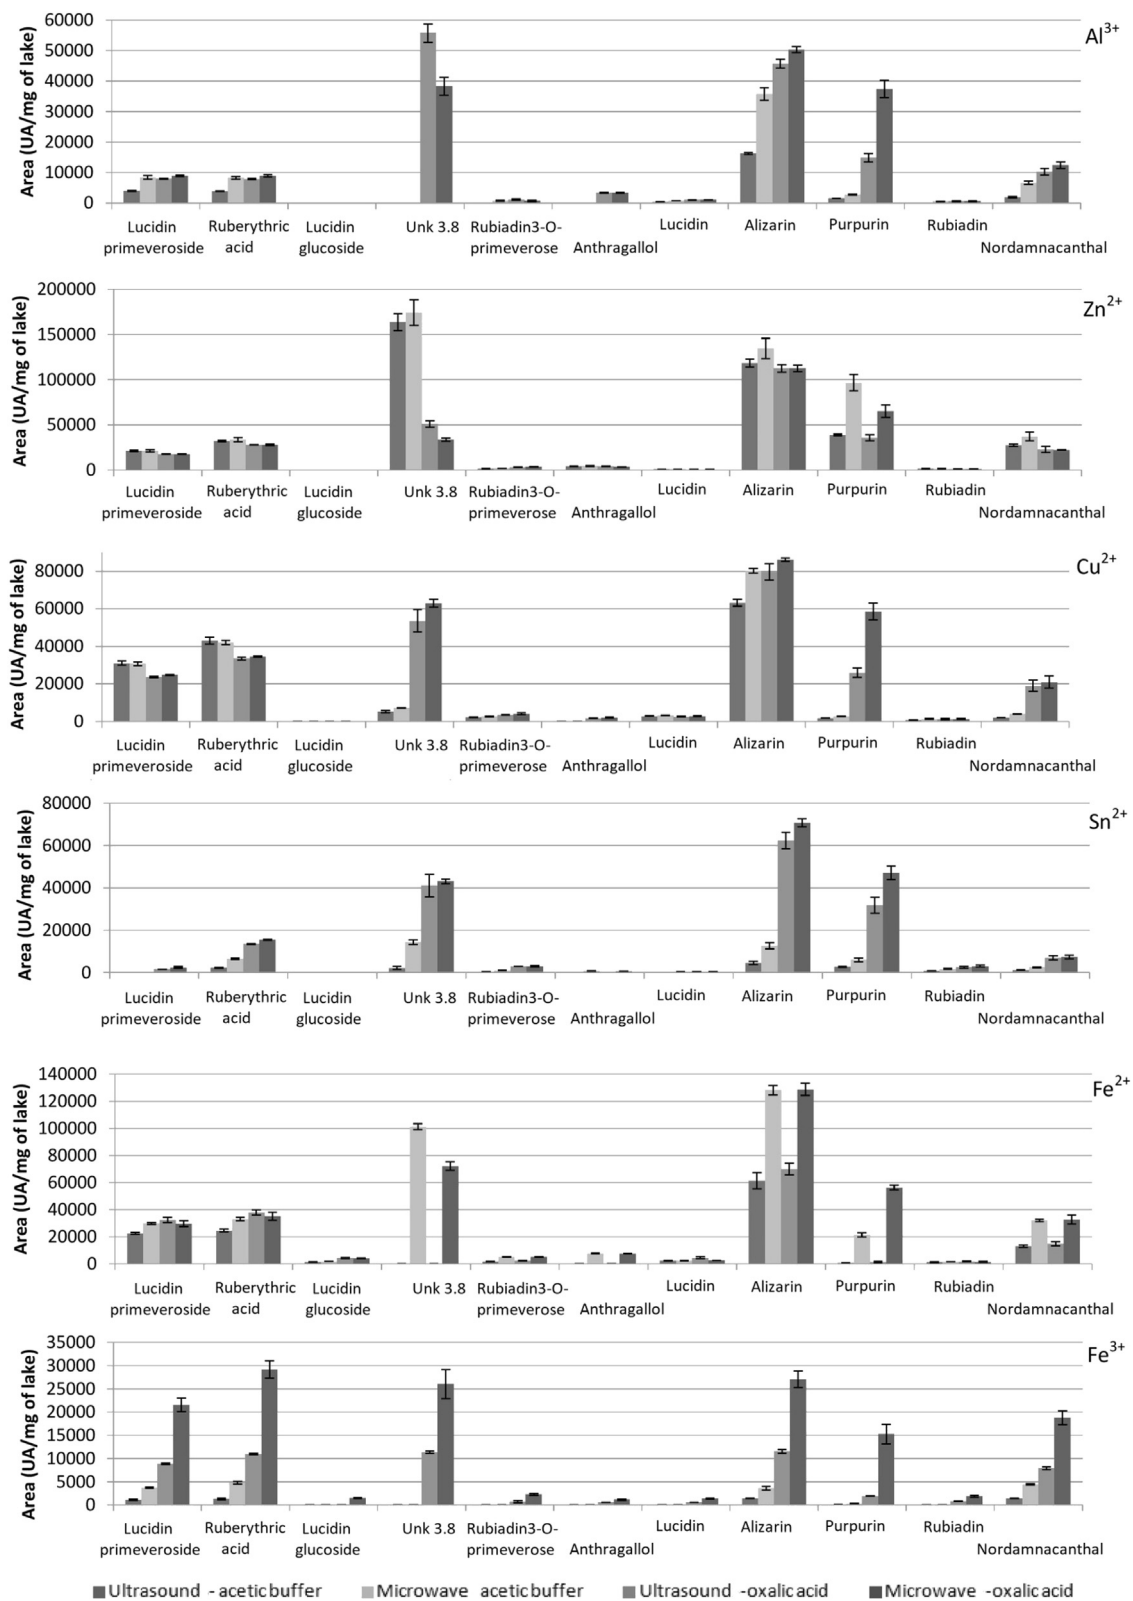 Al3+
Area (UA/mg of lake)
60000
50000
40000
30000
20000
10000
0
Lucidin primeveroside
Ruberythric acid
Lucidin glucoside
Unk 3.8
Rubiadin3-O-primeverose
Anthragallol
Lucidin
Alizarin
Purpurin
Rubiadin
Nordamnacanthal
Zn2+
Area (UA/mg of lake)
200000
150000
100000
50000
0
Lucidin primeveroside
Ruberythric acid
Lucidin glucoside
Unk 3.8
Rubiadin3-O-primeverose
Anthragallol
Lucidin
Alizarin
Purpurin
Rubiadin
Nordamnacanthal
Cu2+
Area (UA/mg of lake)
80000
60000
40000
20000
0
Lucidin primeveroside
Ruberythric acid
Lucidin glucoside
Unk 3.8
Rubiadin3-O-primeverose
Anthragallol
Lucidin
Alizarin
Purpurin
Rubiadin
Nordamnacanthal
Sn2+
Area (UA/mg of lake)
80000
60000
40000
20000
0
Lucidin primeveroside
Ruberythric acid
Lucidin glucoside
Unk 3.8
Rubiadin3-O-primeverose
Anthragallol
Lucidin
Alizarin
Purpurin
Rubiadin
Nordamnacanthal
Fe2+
Area (UA/mg of lake)
140000
120000
100000
80000
60000
40000
20000
0
Lucidin primeveroside
Ruberythric acid
Lucidin glucoside
Unk 3.8
Rubiadin3-O-primeverose
Anthragallol
Lucidin
Alizarin
Purpurin
Rubiadin
Nordamnacanthal
Fe3+
Area (UA/mg of lake)
35000
30000
25000
20000
15000
10000
5000
0
Lucidin primeveroside
Ruberythric acid
Lucidin glucoside
Unk 3.8
Rubiadin3-O-primeverose
Anthragallol
Lucidin
Alizarin
Purpurin
Rubiadin
Nordamnacanthal
Ultrasound - acetic buffer
Microwave acetic buffer
Ultrasound -oxalic acid
Microwave -oxalic acid